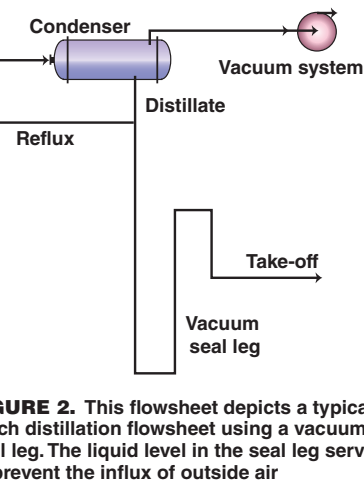 Condenser
Vacuum system
Distillate
Reflux
Take-off
Vacuum
seal leg
GURE 2. This flowsheet depicts a typica
ch distillation flowsheet using a vacuum
l leg. The liquid level in the seal leg serv
prevent the influx of outside air